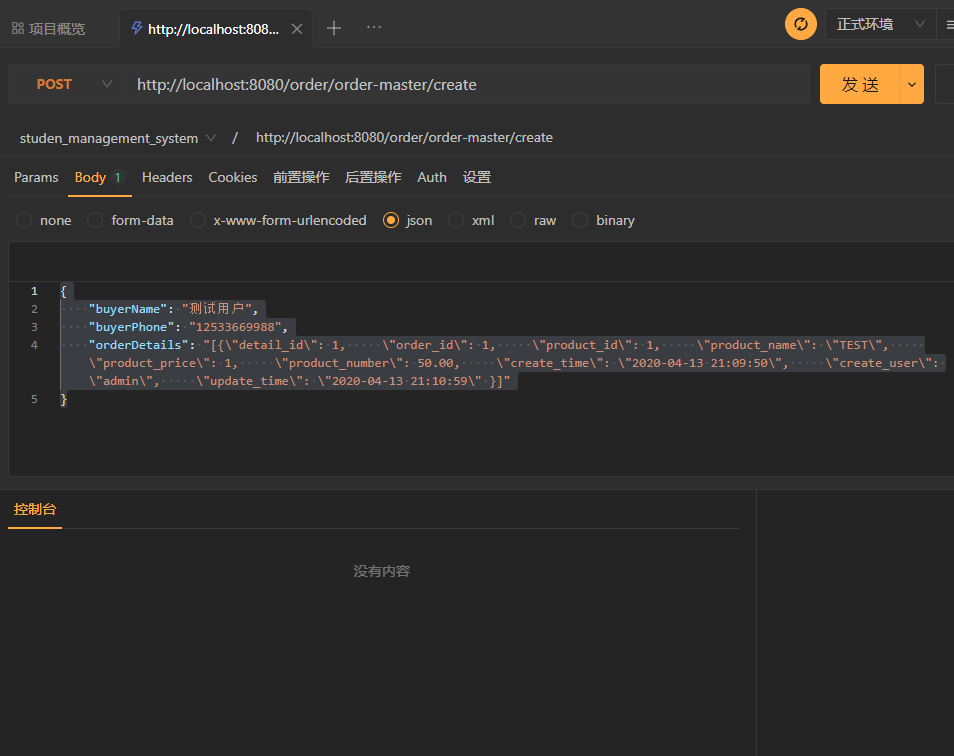 项目概览
http://localhost:808...
正式环境
POST
http://localhost:8080/order/order-master/create
发 送
studen_management_system / http://localhost:8080/order/order-master/create
Params Body 1 Headers Cookies 前置操作 后置操作 Auth 设置
none form-data x-www-form-urlencoded json xml raw binary
1 {
2 "buyerName": "测试用户",
3 "buyerPhone": "12533669988",
4 "orderDetails": "[{\"detail_id\": 1, \"order_id\": 1, \"product_id\": 1, \"product_name\": \"TEST\",
\"product_price\": 1, \"product_number\": 50.00, \"create_time\": \"2020-04-13 21:09:50\", \"create_user\":
\"admin\", \"update_time\": \"2020-04-13 21:10:59\" }]"
5 }
控制台
没有内容